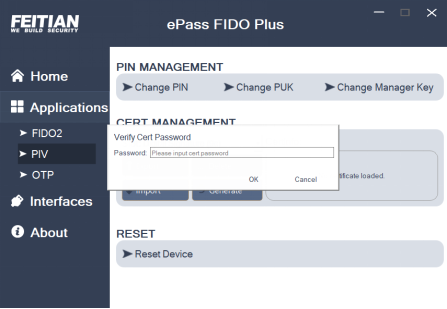 FEITIAN
WE BUILD SECURITY
ePass FIDO Plus
Home
Applications
FIDO2
PIV
OTP
Interfaces
About
PIN MANAGEMENT
Change PIN
Change PUK
Change Manager Key
CERT MANAGEMENT
Verify Cert Password
Password: Please input cert password
OK
Cancel
tificate loaded.
Import
Generate
RESET
Reset Device